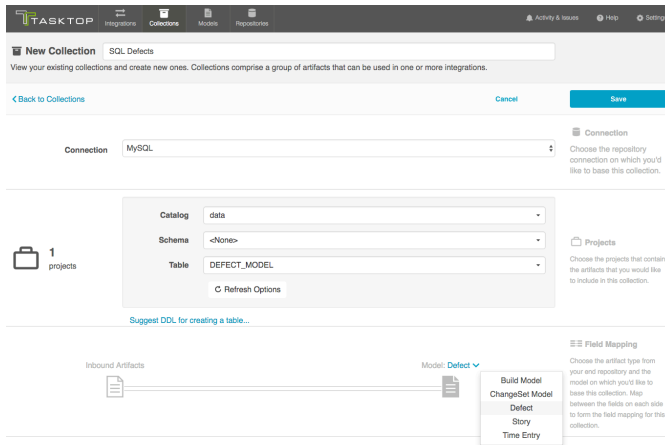 TASKTOP
Integrations
Collections
Models
Repositories
Activity & Issues
Help
New Collection
SQL Defects
View your existing collections and create new ones. Collections comprise a group of artifacts that can be used in one or more integrations.
Back to Collections
Cancel
Save
Connection
MySQL
Connection
Choose the repository
connection on which you'd
like to base this collection.
1
projects
Catalog
data
Schema
<None>
Table
DEFECT_MODEL
Refresh Options
Suggest DDL for creating a table...
Projects
Choose the projects that contain
the artifacts that you would like
to include in this collection.
Inbound Artifacts
Model: Defect
Build Model
ChangeSet Model
Defect
Story
Time Entry
Field Mapping
Choose the artifact type from
your end repository and the
model on which you'd like to
base this collection. Map
between the fields on each side
to form the field mapping for this
collection.